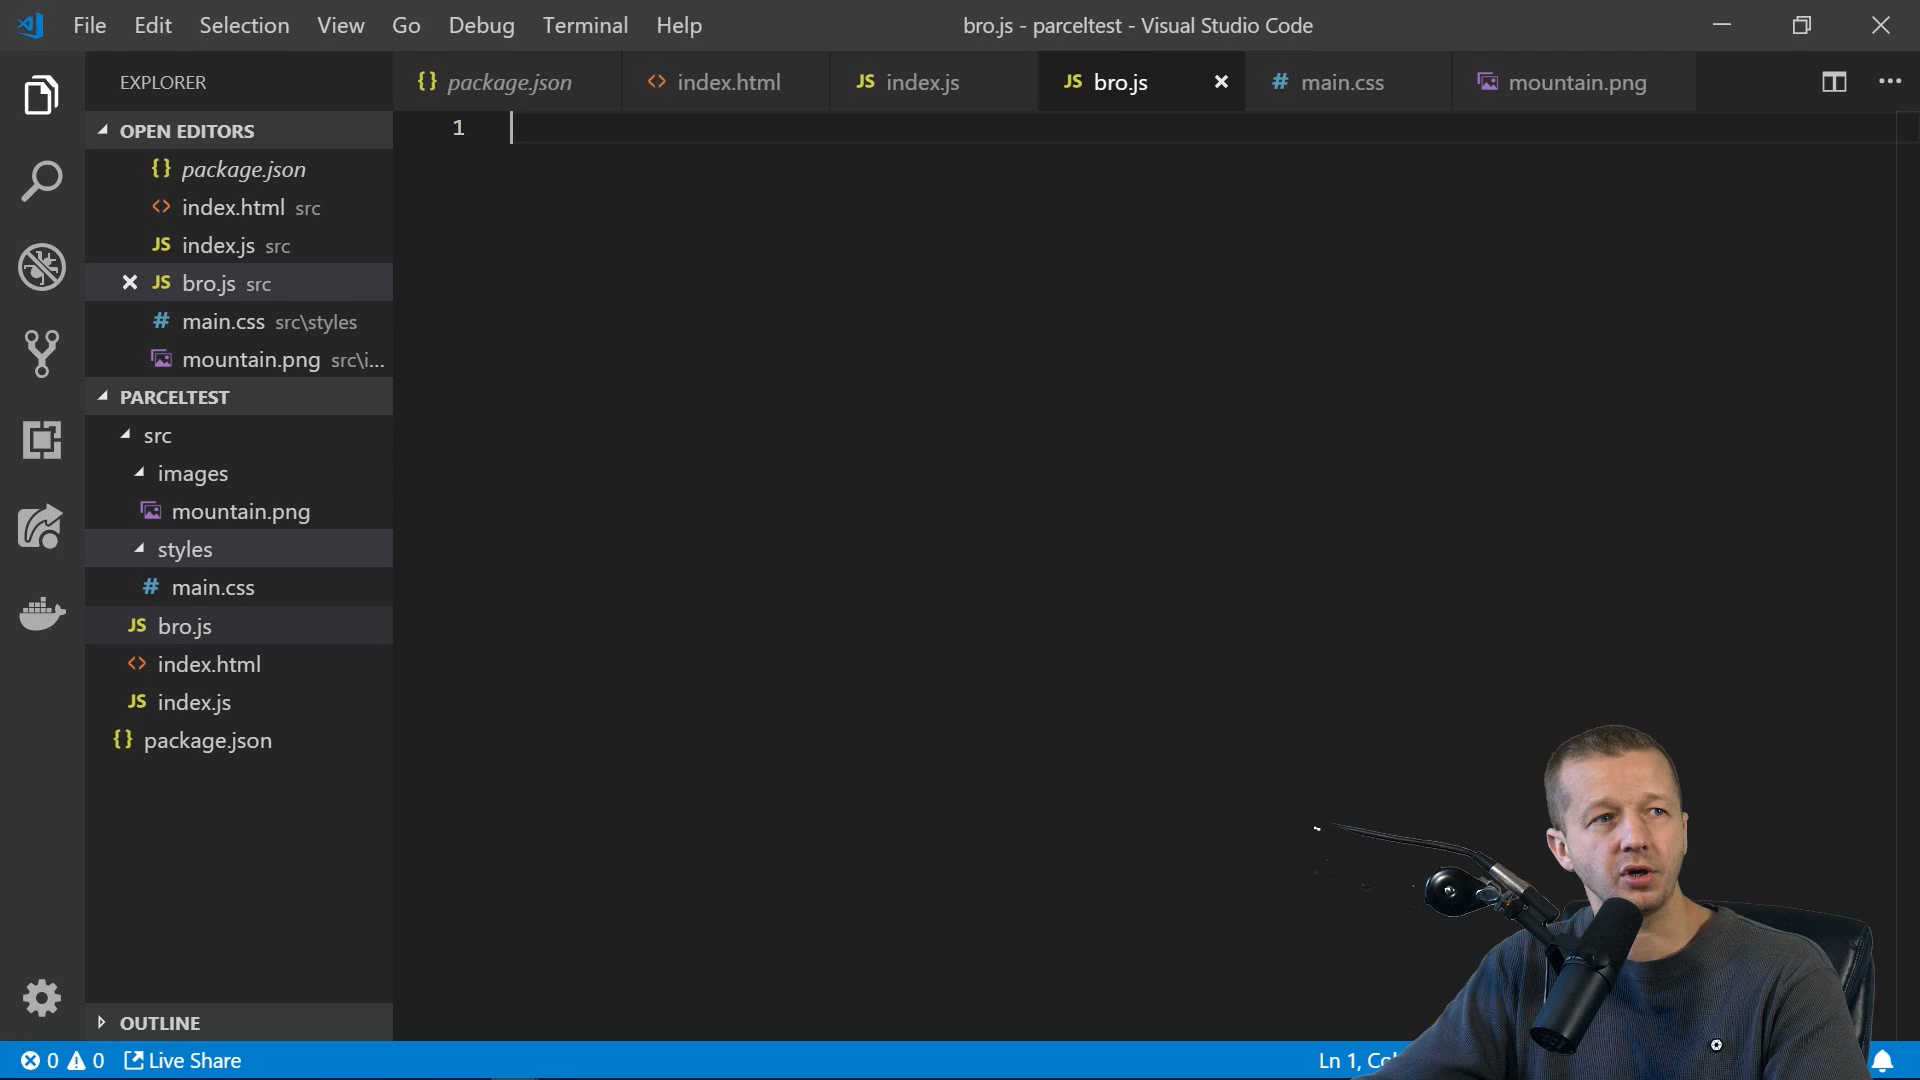 File Edit Selection View Go Debug Terminal Help
bro.js - parceltest - Visual Studio Code
EXPLORER
{} package.json
<> index.html
JS index.js
JS bro.js
# main.css
mountain.png
OPEN EDITORS
{} package.json
<> index.html src
JS index.js src
JS bro.js src
# main.css src\styles
mountain.png src\i...
PARCELTEST
src
images
mountain.png
styles
# main.css
JS bro.js
<> index.html
JS index.js
{} package.json
OUTLINE
1
0 0 Live Share
Ln 1,